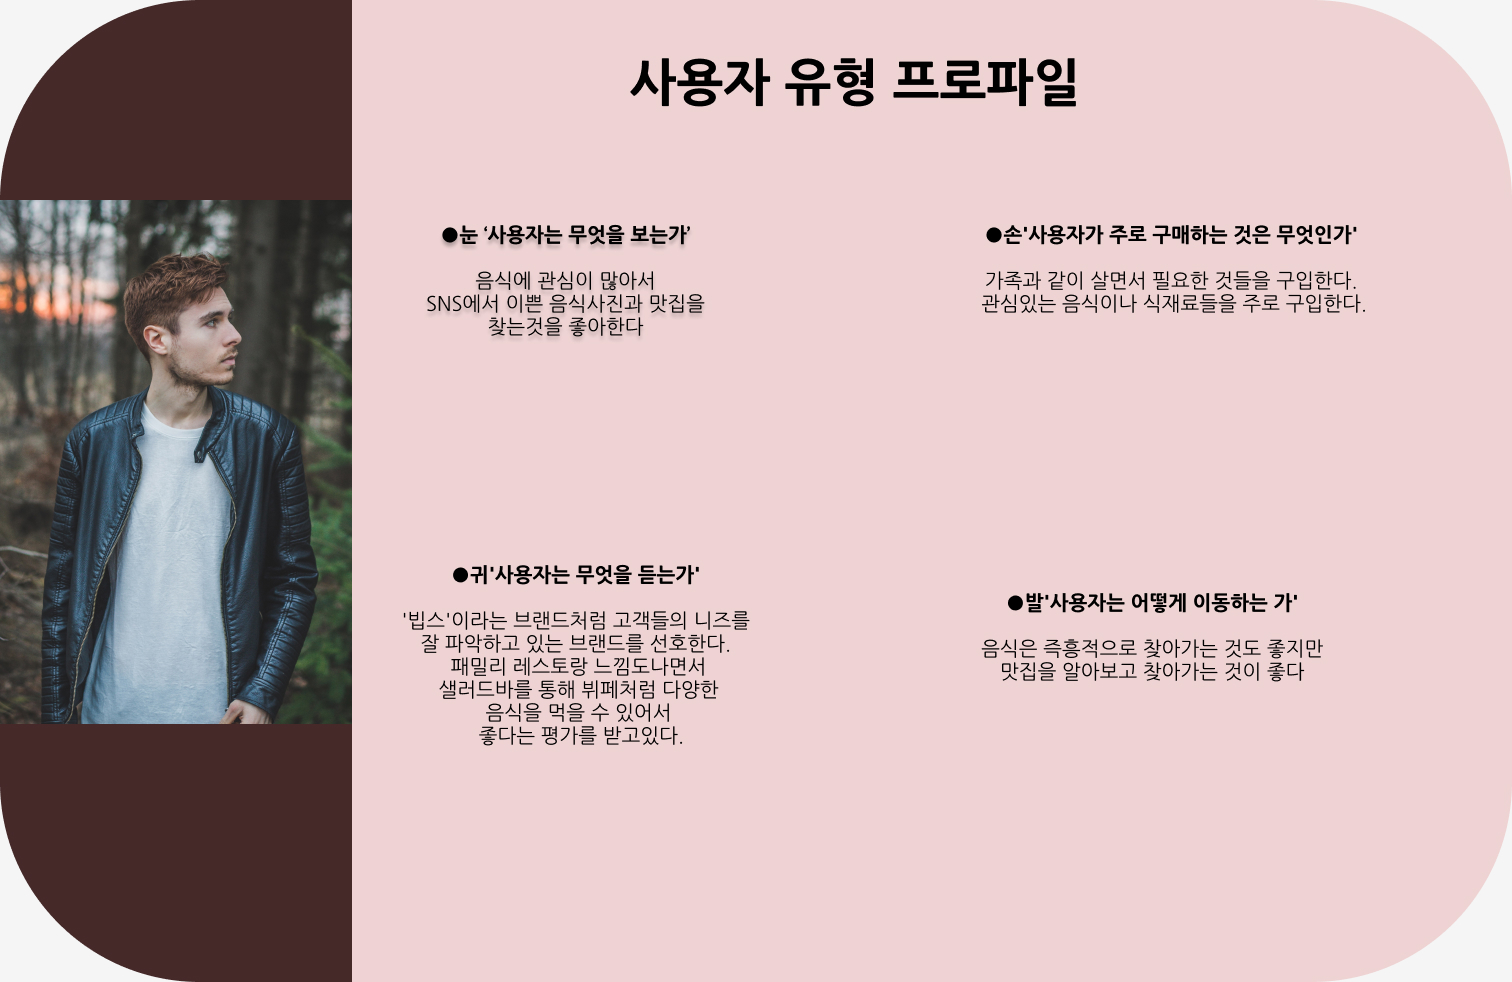 사용자 유형 프로파일
●눈 ‘사용자는 무엇을 보는가’
음식에 관심이 많아서
SNS에서 이쁜 음식사진과 맛집을
찾는것을 좋아한다
●손'사용자가 주로 구매하는 것은 무엇인가'
가족과 같이 살면서 필요한 것들을 구입한다.
관심있는 음식이나 식재료들을 주로 구입한다.
●귀'사용자는 무엇을 듣는가'
'빕스'이라는 브랜드처럼 고객들의 니즈를
잘 파악하고 있는 브랜드를 선호한다.
패밀리 레스토랑 느낌도나면서
샐러드바를 통해 뷔페처럼 다양한
음식을 먹을 수 있어서
좋다는 평가를 받고있다.
●발'사용자는 어떻게 이동하는 가'
음식은 즉흥적으로 찾아가는 것도 좋지만
맛집을 알아보고 찾아가는 것이 좋다